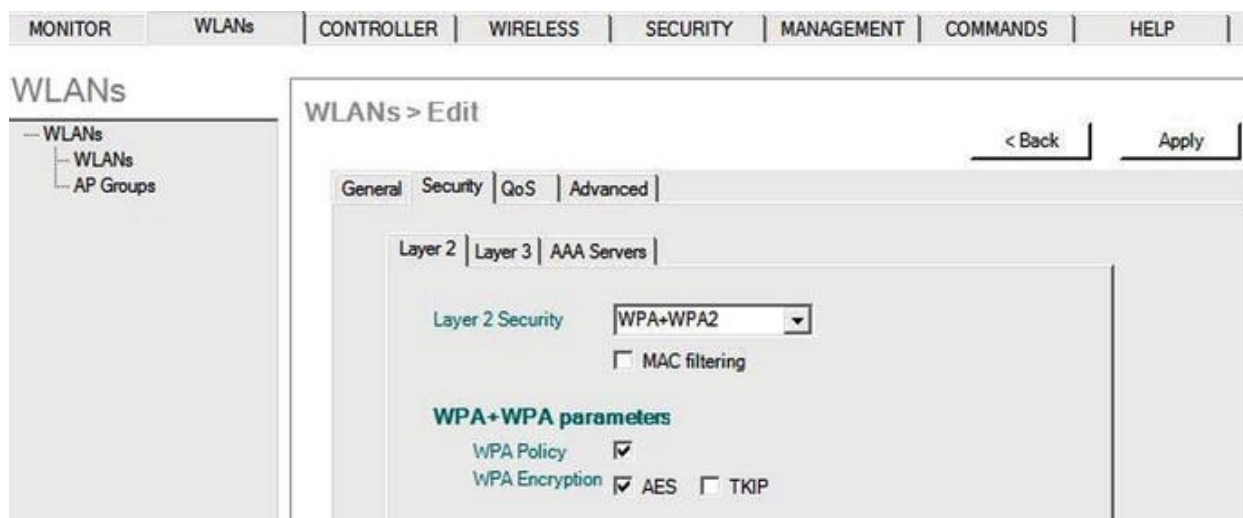 MONITOR WLANs CONTROLLER WIRELESS SECURITY MANAGEMENT COMMANDS HELP
WLANs
WLANs
WLANs
AP Groups
WLANs > Edit
< Back Apply
General Security QoS Advanced
Layer 2 Layer 3 AAA Servers
Layer 2 Security WPA+WPA2
MAC filtering
WPA+WPA parameters
WPA Policy
WPA Encryption AES TKIP